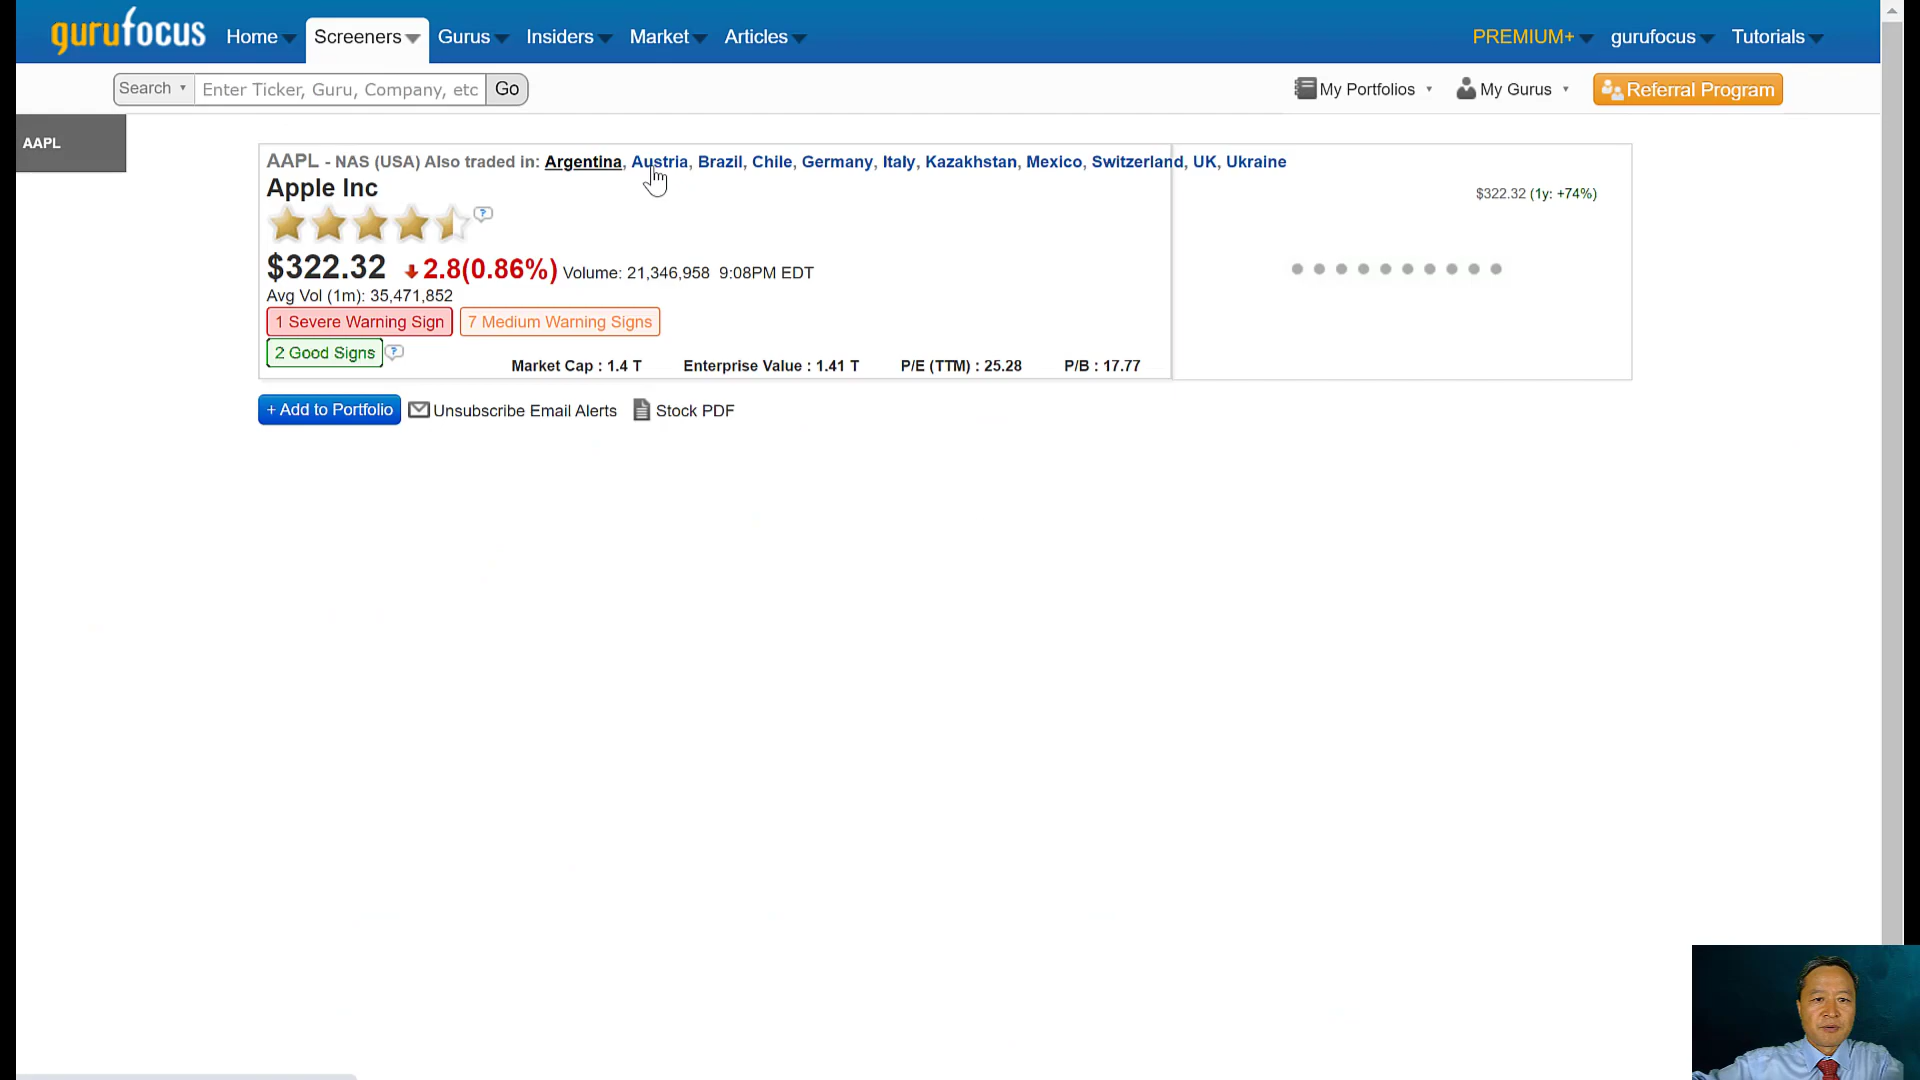 gurufocus Home Screeners Gurus Insiders Market Articles PREMIUM+ gurufocus Tutorials
Search Enter Ticker, Guru, Company, etc Go My Portfolios My Gurus Referral Program
AAPL
AAPL - NAS (USA) Also traded in: Argentina, Austria, Brazil, Chile, Germany, Italy, Kazakhstan, Mexico, Switzerland, UK, Ukraine
Apple Inc
$322.32 (1y: +74%)
?
$322.32 2.8(0.86%) Volume: 21,346,958 9:08PM EDT
Avg Vol (1m): 35,471,852
1 Severe Warning Sign 7 Medium Warning Signs
2 Good Signs ?
Market Cap : 1.4 T Enterprise Value : 1.41 T P/E (TTM) : 25.28 P/B : 17.77
+ Add to Portfolio Unsubscribe Email Alerts Stock PDF